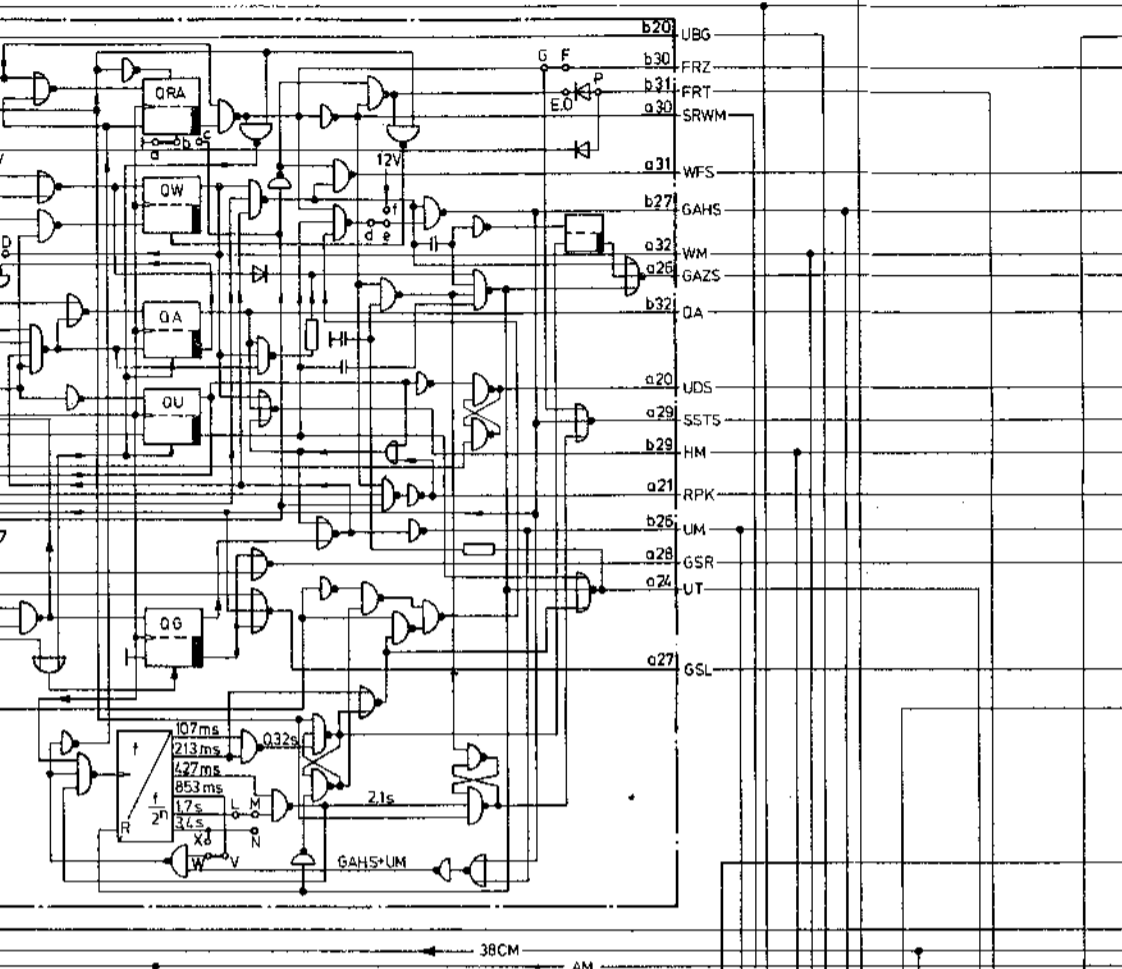 b20 UBG
G F b30 FRZ
P b31 FRT
E.O
a30 SRWM
QRA
a b c
12V
a31 WFS
QW
f
b27 GAHS
d e
D
a32 WM
a26 GAZS
QA
b32 QA
a20 UDS
QU
a29 SSTS
b29 HM
a21 RPK
b26 UM
a28 GSR
a24 UT
QG
a27 GSL
107ms
0,32s
213ms
f
427ms
853ms
f/2ⁿ
1,7s L M
2,1s
3,4s
R
X N
W V
GAHS+UM
38CM
AM